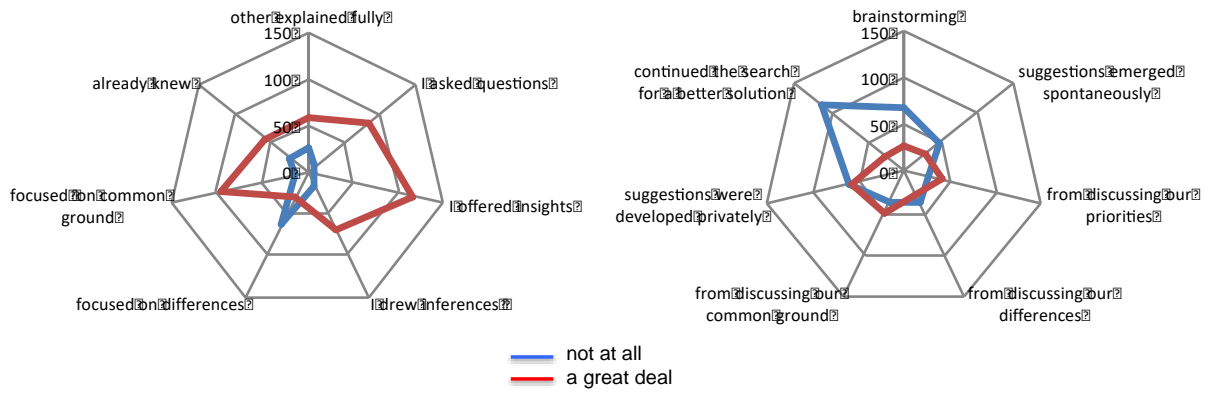 other explained fully
150
100
50
0
I asked questions
I offered insights
I drew inferences
focused on differences
focused on common
ground
already knew
brainstorming
150
100
50
0
suggestions emerged
spontaneously
from discussing our
priorities
from discussing our
differences
from discussing our
common ground
suggestions were
developed privately
continued the search
for a better solution
not at all
a great deal